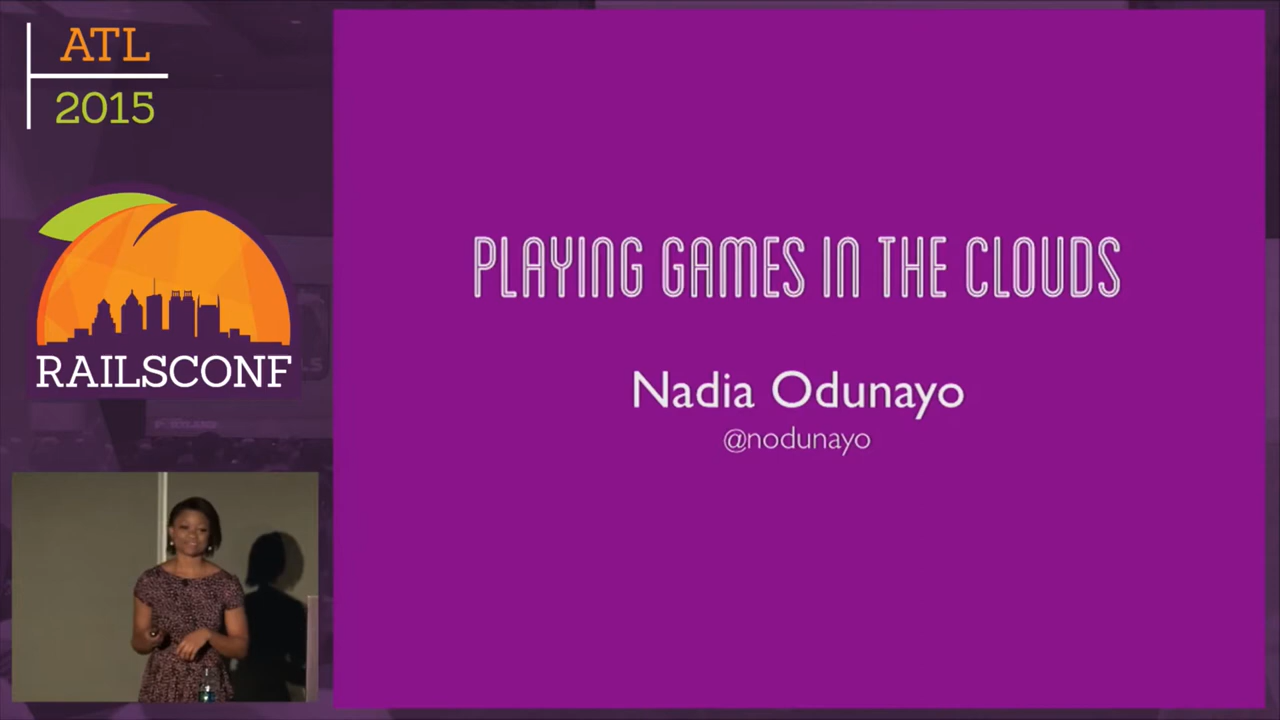 ATL
2015
RAILSCONF
PLAYING GAMES IN THE CLOUDS
Nadia Odunayo
@nodunayo